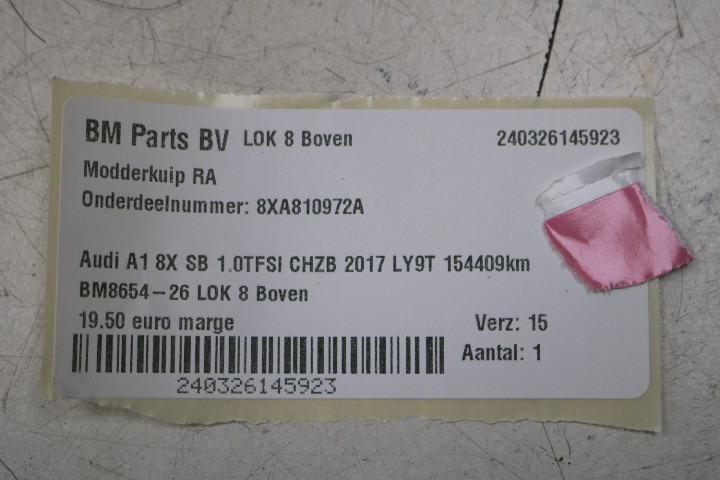 BM Parts BV LOK 8 Boven 240326145923
Modderkuip RA
Onderdeelnummer: 8XA810972A
Audi A1 8X SB 1.0TFSI CHZB 2017 LY9T 154409km
BM8654-26 LOK 8 Boven
19.50 euro marge Verz: 15
Aantal: 1
240326145923